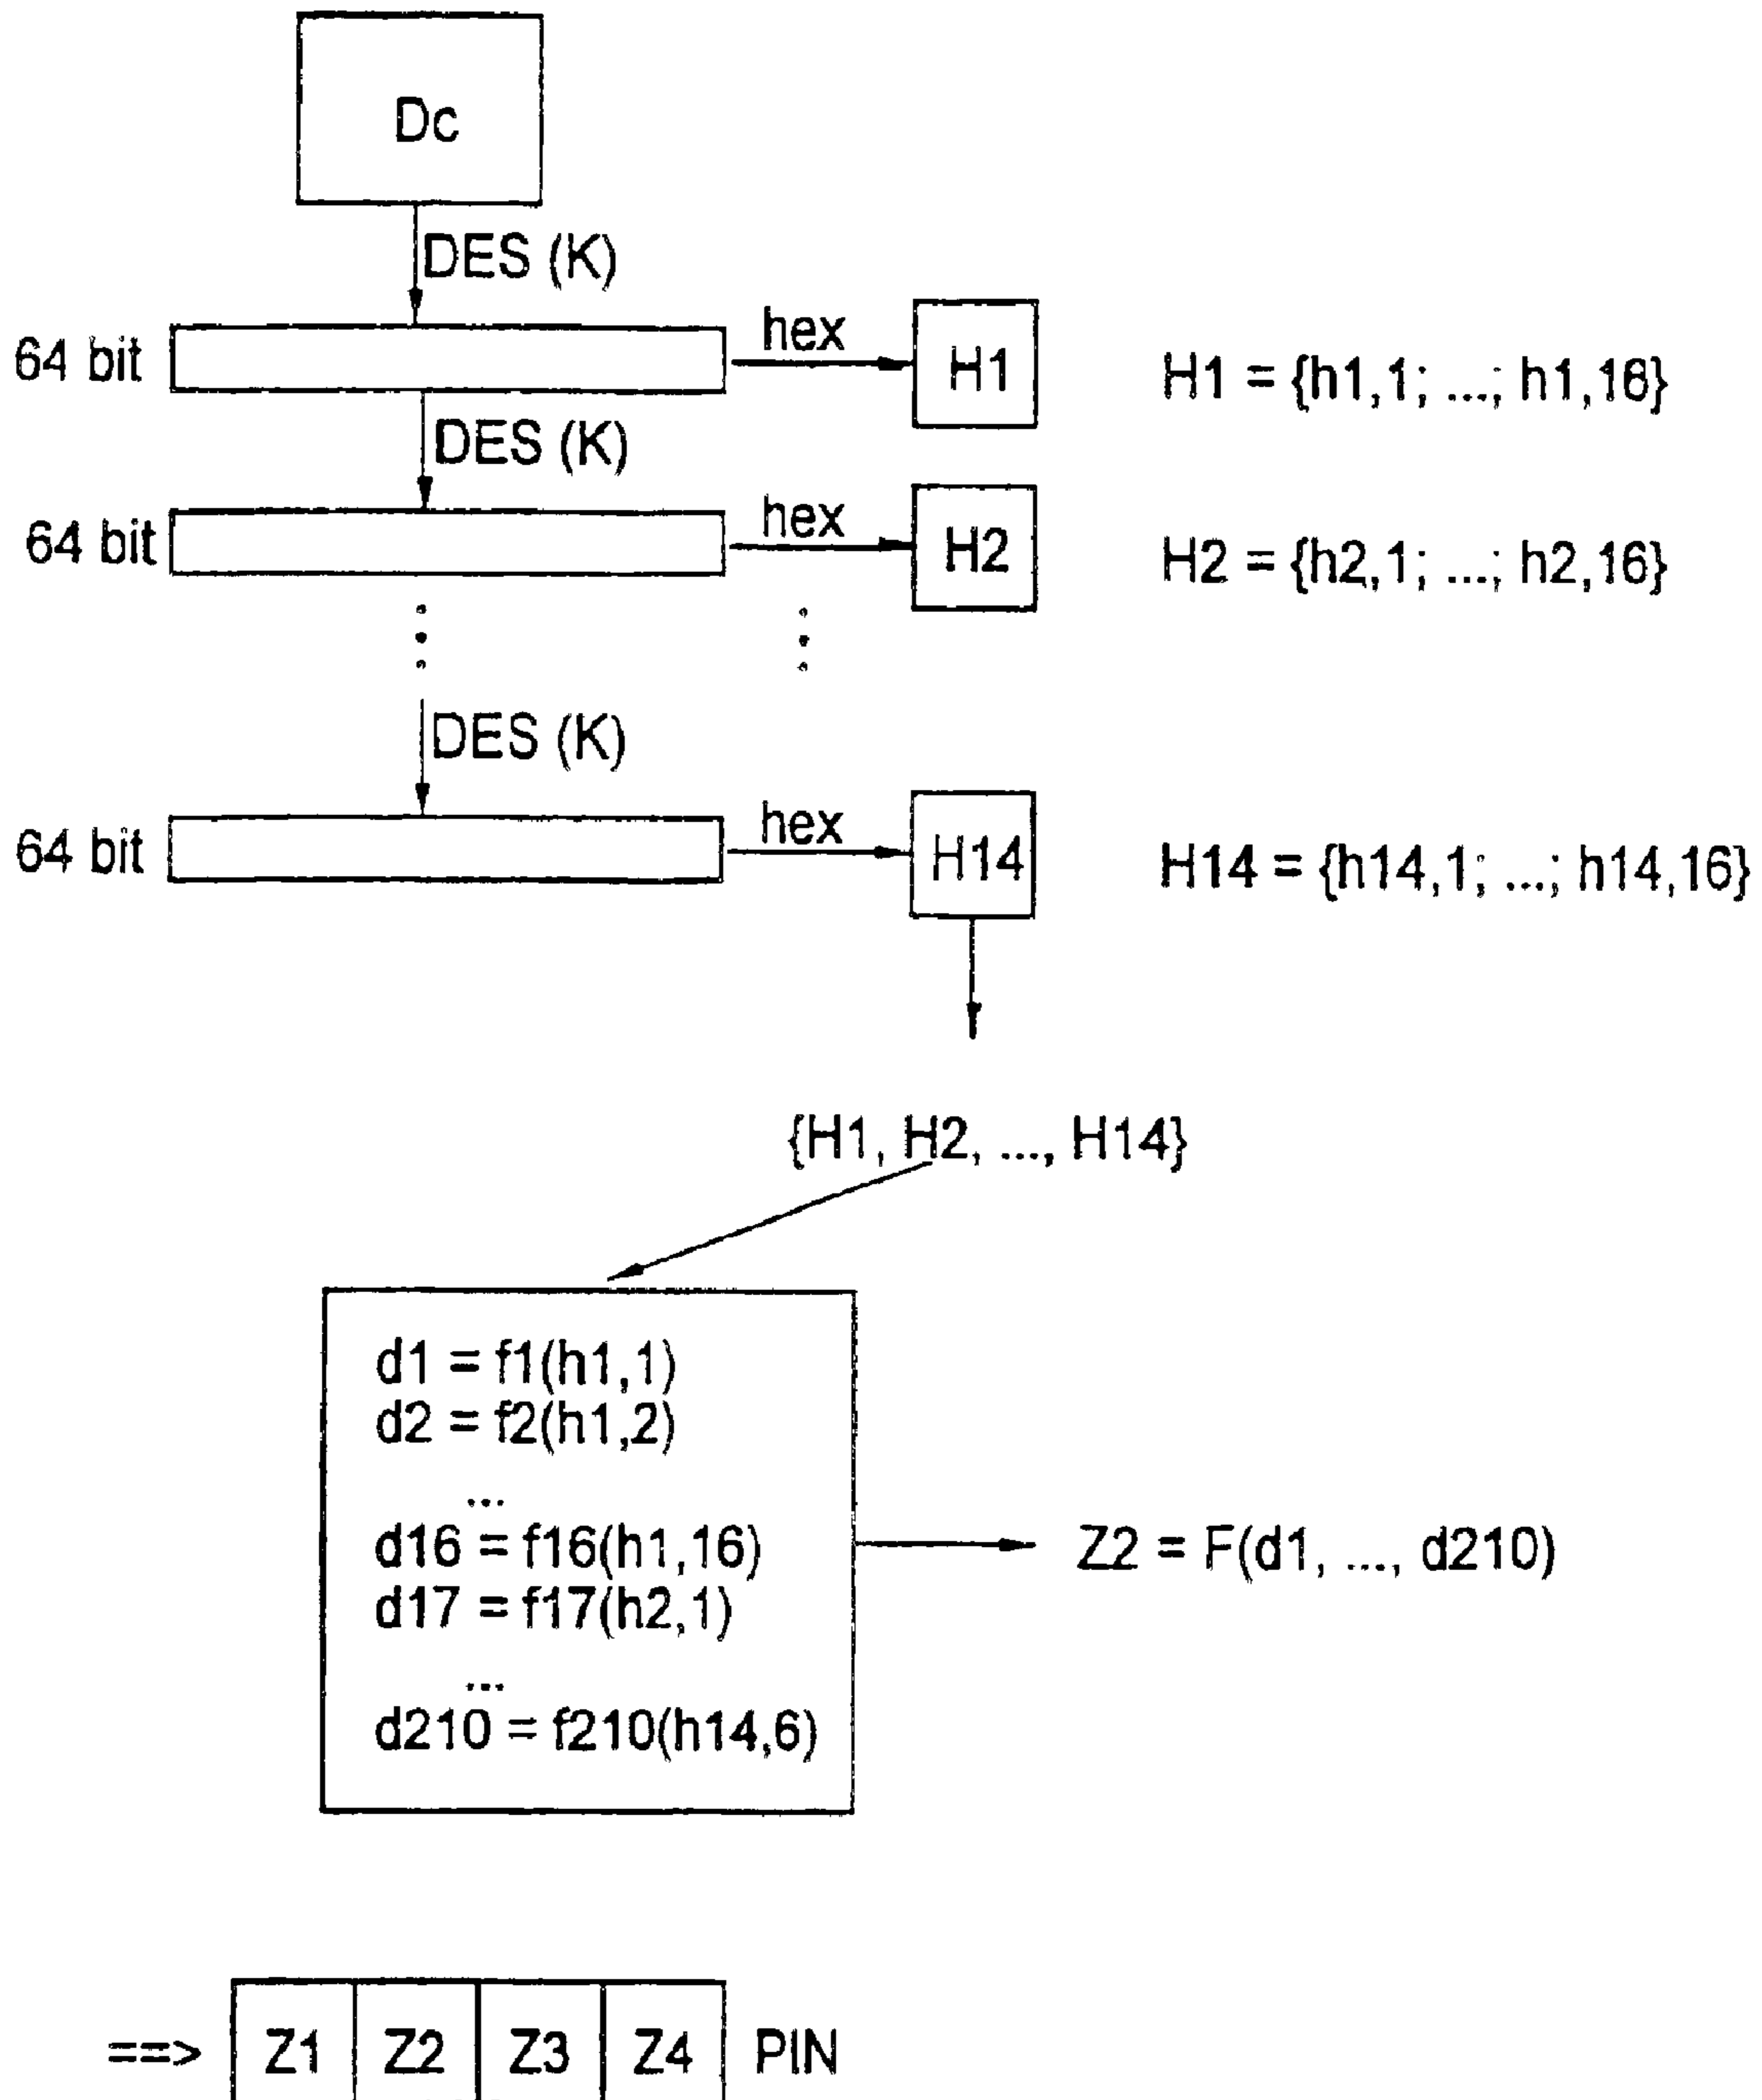 Dc
DES (K)
64 bit
hex
H1
H1 = {h1,1; ...; h1,16}
DES (K)
64 bit
hex
H2
H2 = {h2,1; ...; h2,16}
DES (K)
64 bit
hex
H14
H14 = {h14,1; ...; h14,16}
{H1, H2, ..., H14}
d1 = f1(h1,1)
d2 = f2(h1,2)
...
d16 = f16(h1,16)
d17 = f17(h2,1)
...
d210 = f210(h14,6)
Z2 = F(d1, ..., d210)
==> Z1 Z2 Z3 Z4 PIN